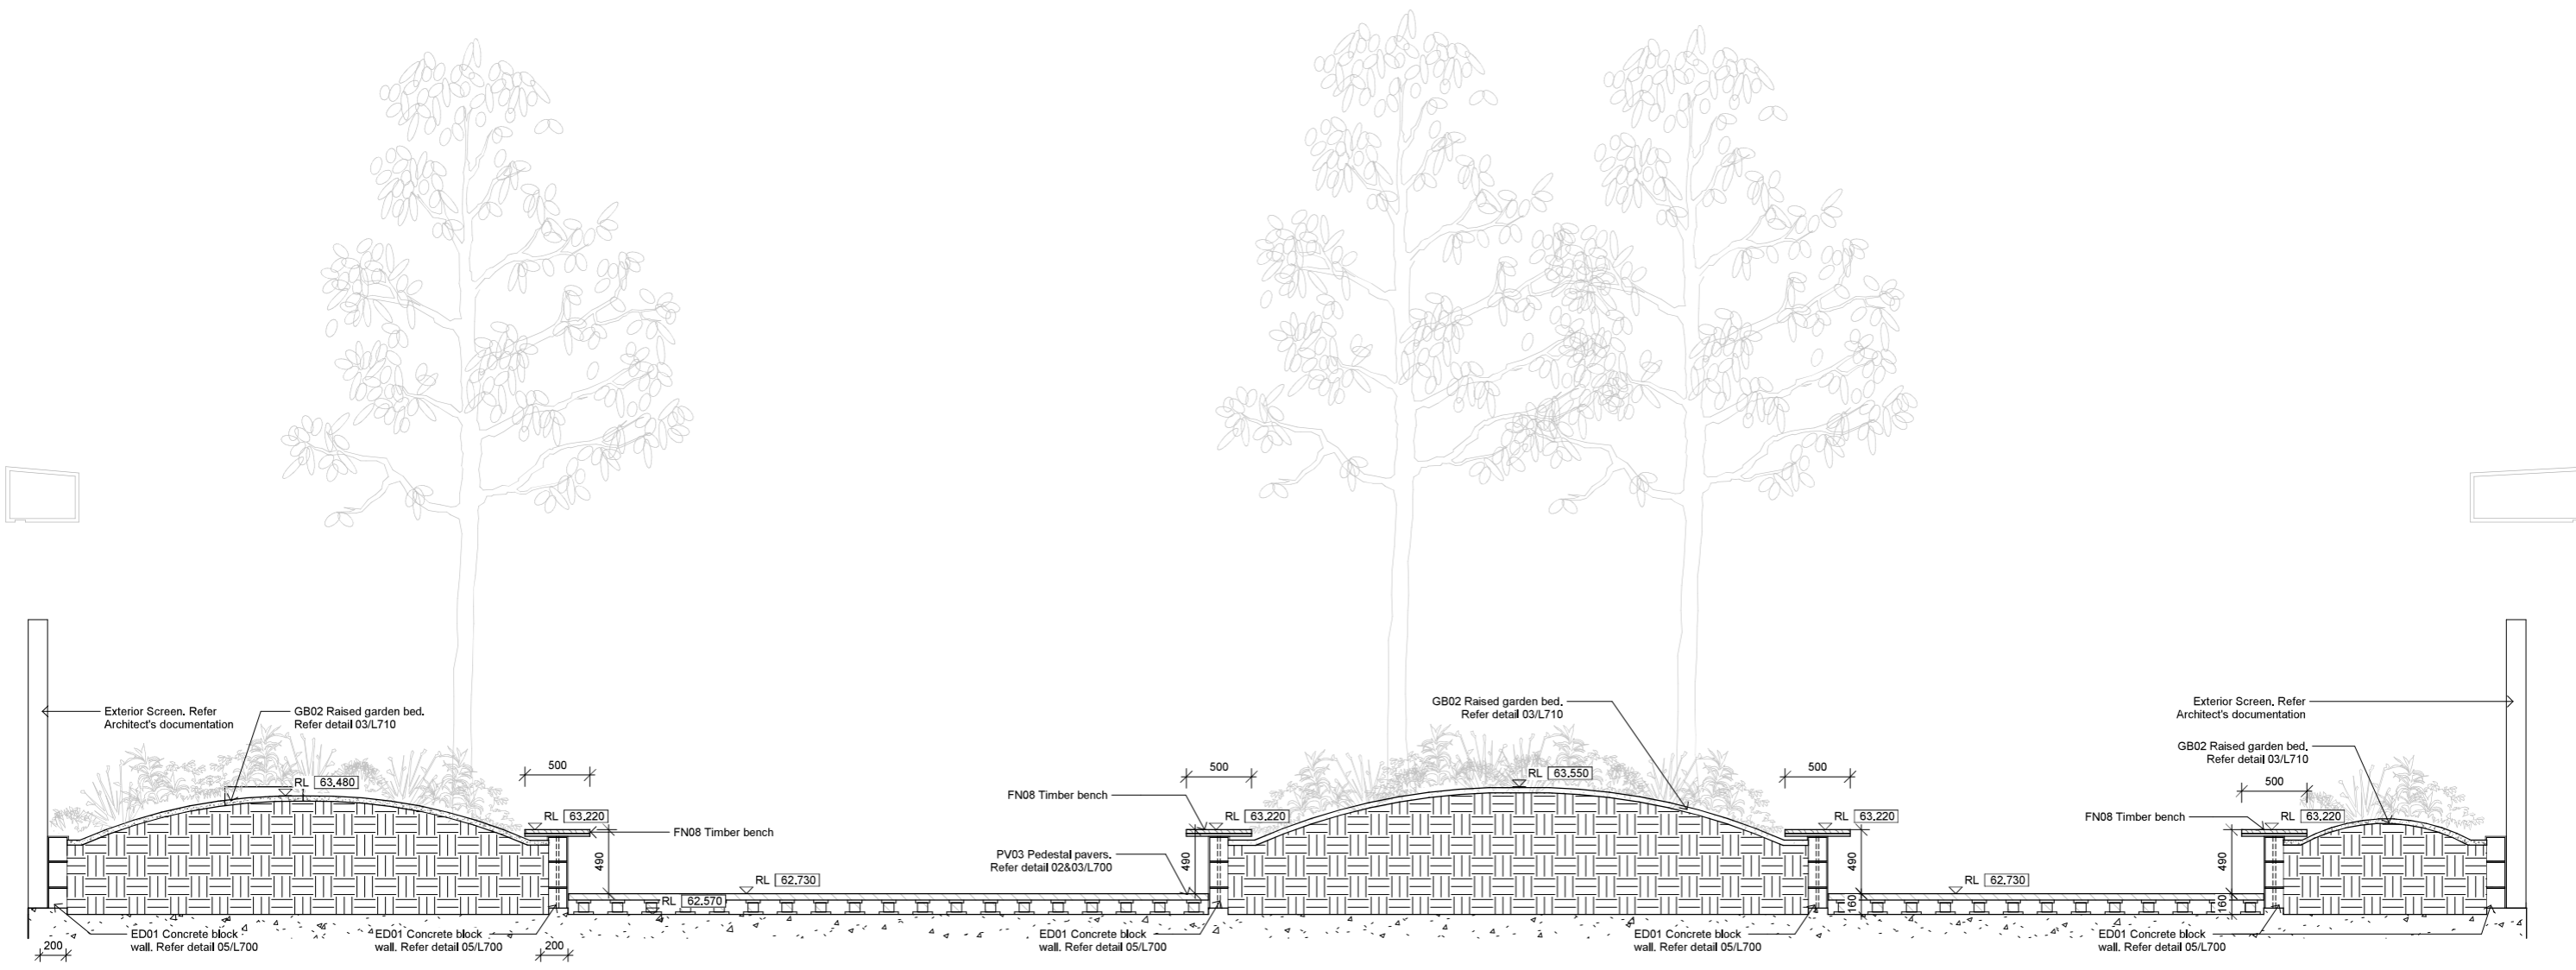 GB02 Raised garden bed.
Refer detail 03/L710
Exterior Screen. Refer
Architect's documentation
GB02 Raised garden bed.
Refer detail 03/L710
Exterior Screen. Refer
Architect's documentation
GB02 Raised garden bed.
Refer detail 03/L710
500
500
500
500
RL 63.480
RL 63.550
FN08 Timber bench
RL 63.220
RL 63.220
RL 63.220
FN08 Timber bench
RL 63.220
FN08 Timber bench
490
PV03 Pedestal pavers.
Refer detail 02&03/L700
490
490
490
RL 62.730
RL 62.730
RL 62.570
160
160
ED01 Concrete block
wall. Refer detail 05/L700
ED01 Concrete block
wall. Refer detail 05/L700
ED01 Concrete block
wall. Refer detail 05/L700
ED01 Concrete block
wall. Refer detail 05/L700
ED01 Concrete block
wall. Refer detail 05/L700
200
200